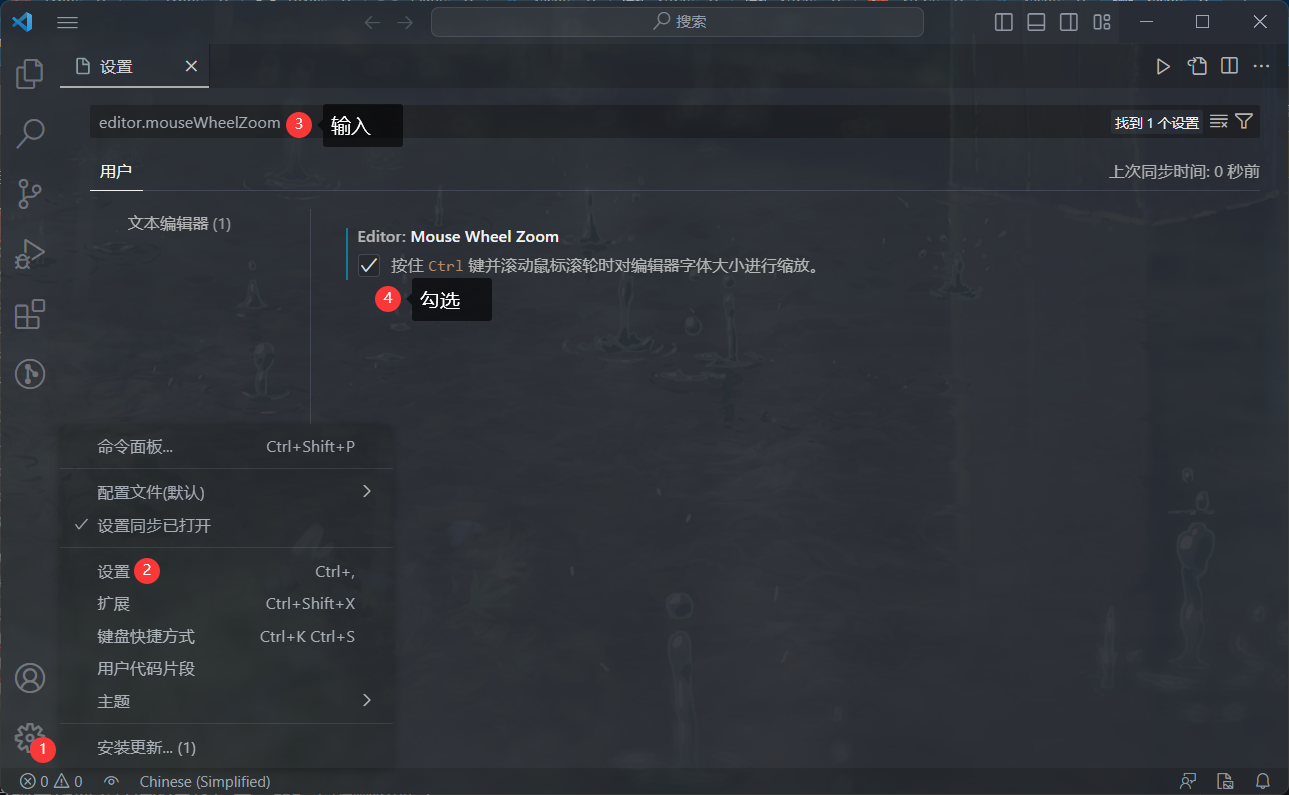 搜索
设置
editor.mouseWheelZoom
3
输入
找到 1 个设置
用户
上次同步时间: 0 秒前
文本编辑器 (1)
Editor: Mouse Wheel Zoom
按住 Ctrl 键并滚动鼠标滚轮时对编辑器字体大小进行缩放。
4
勾选
命令面板... Ctrl+Shift+P
配置文件(默认)
设置同步已打开
设置 2 Ctrl+,
扩展 Ctrl+Shift+X
键盘快捷方式 Ctrl+K Ctrl+S
用户代码片段
主题
1
安装更新... (1)
0 0 Chinese (Simplified)